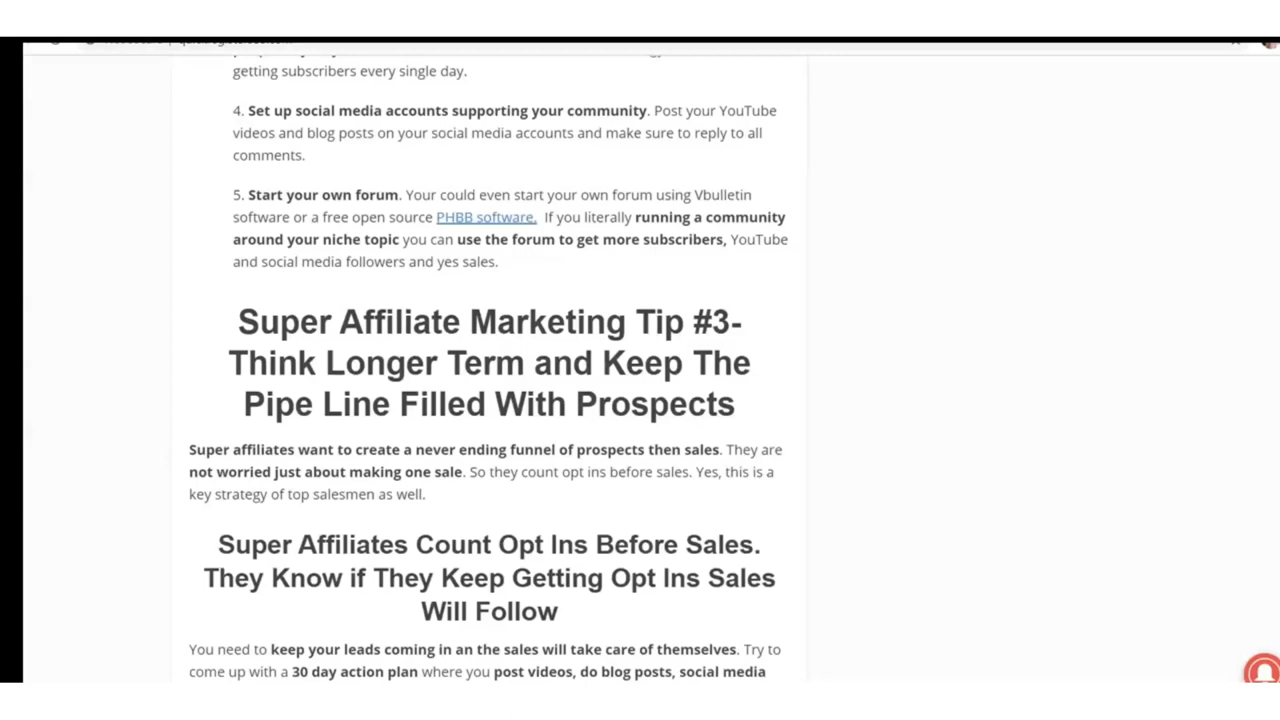 getting subscribers every single day.
4. Set up social media accounts supporting your community. Post your YouTube
videos and blog posts on your social media accounts and make sure to reply to all
comments.
5. Start your own forum. Your could even start your own forum using Vbulletin
software or a free open source PHBB software. If you literally running a community
around your niche topic you can use the forum to get more subscribers, YouTube
and social media followers and yes sales.
Super Affiliate Marketing Tip #3-
Think Longer Term and Keep The
Pipe Line Filled With Prospects
Super affiliates want to create a never ending funnel of prospects then sales. They are
not worried just about making one sale. So they count opt ins before sales. Yes, this is a
key strategy of top salesmen as well.
Super Affiliates Count Opt Ins Before Sales.
They Know if They Keep Getting Opt Ins Sales
Will Follow
You need to keep your leads coming in an the sales will take care of themselves. Try to
come up with a 30 day action plan where you post videos, do blog posts, social media